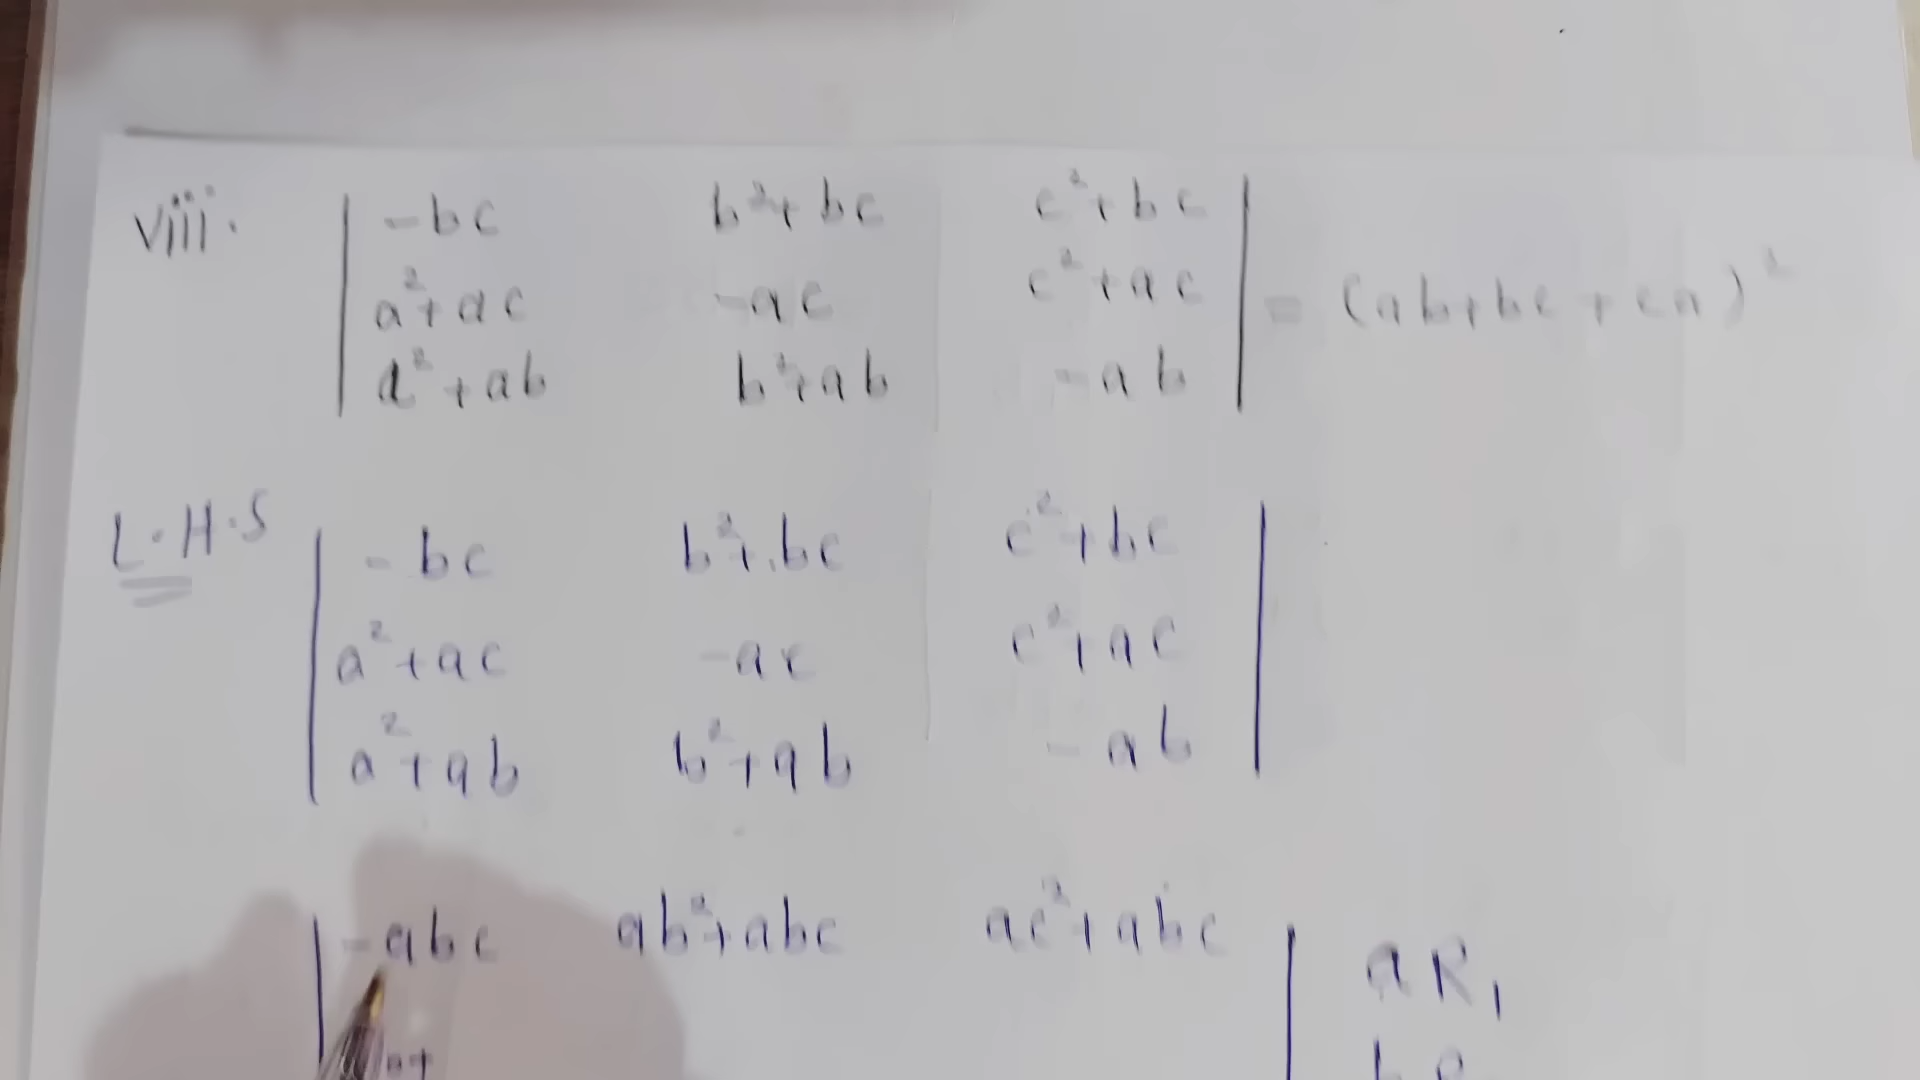 viii. | -bc b²+bc c²+bc |
| a²+ac -ac c²+ac | = (ab+bc+ca)²
| a²+ab b²+ab -ab |
L.H.S | -bc b²+bc c²+bc |
| a²+ac -ac c²+ac |
| a²+ab b²+ab -ab |
| -abc ab²+abc ac²+abc | aR₁